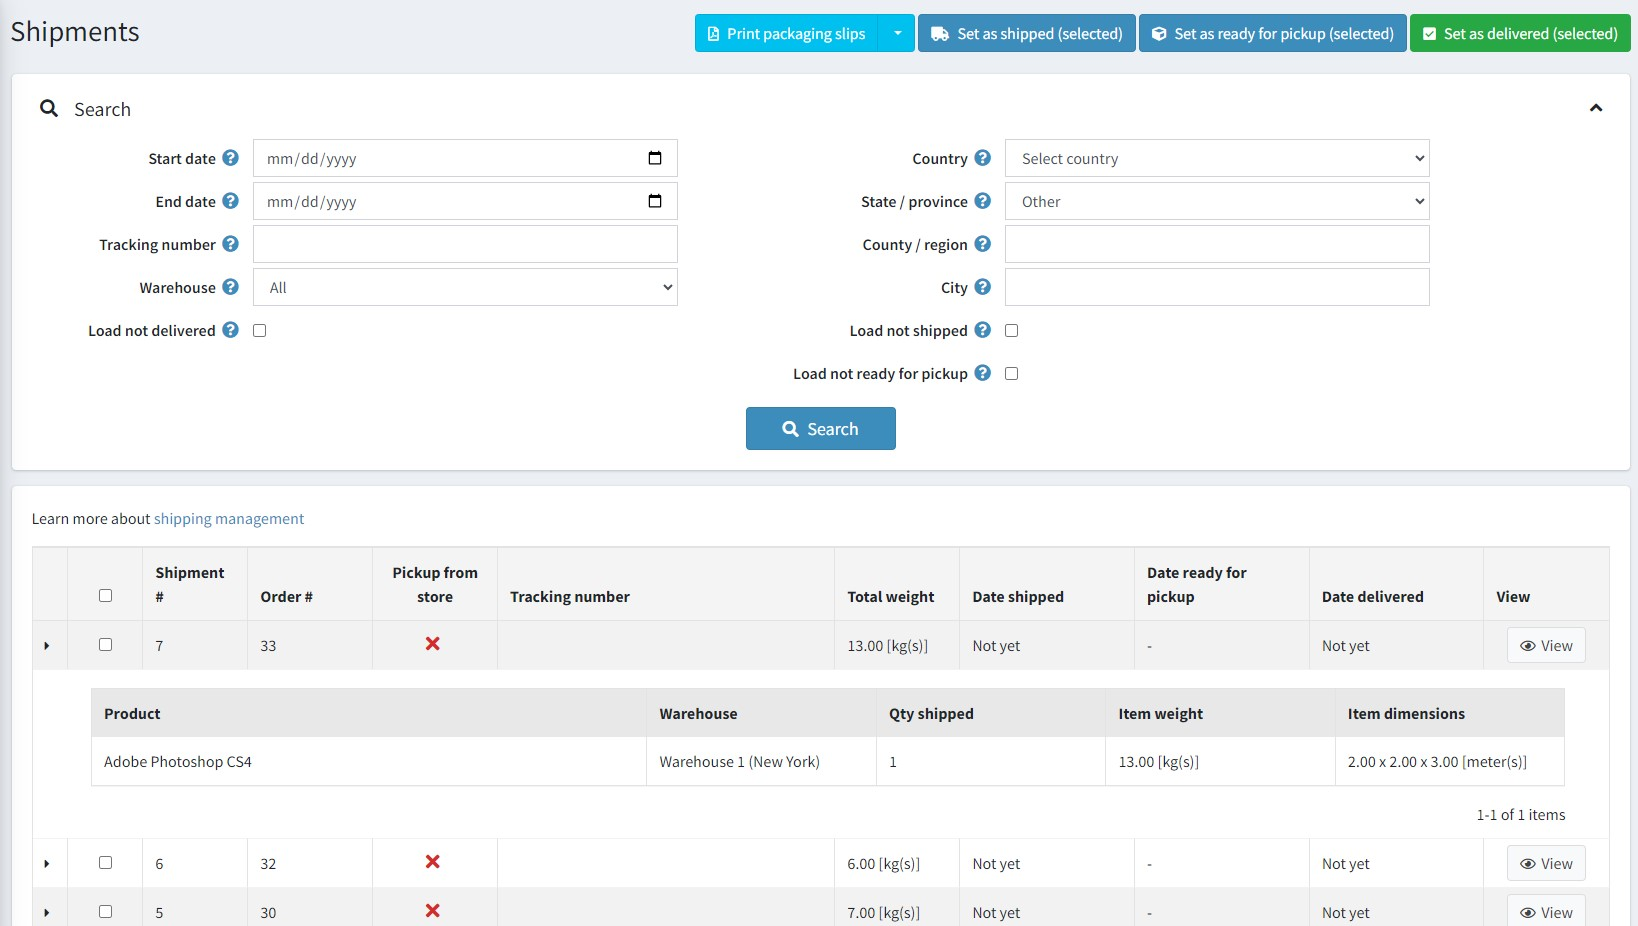 Shipments
Print packaging slips
Set as shipped (selected)
Set as ready for pickup (selected)
Set as delivered (selected)
Search
Start date mm/dd/yyyy
Country Select country
End date mm/dd/yyyy
State / province Other
Tracking number
County / region
Warehouse All
City
Load not delivered
Load not shipped
Load not ready for pickup
Search
Learn more about shipping management
Shipment # Order # Pickup from store Tracking number Total weight Date shipped Date ready for pickup Date delivered View
7 33 13.00 [kg(s)] Not yet - Not yet View
Product Warehouse Qty shipped Item weight Item dimensions
Adobe Photoshop CS4 Warehouse 1 (New York) 1 13.00 [kg(s)] 2.00 x 2.00 x 3.00 [meter(s)]
1-1 of 1 items
6 32 6.00 [kg(s)] Not yet - Not yet View
5 30 7.00 [kg(s)] Not yet - Not yet View